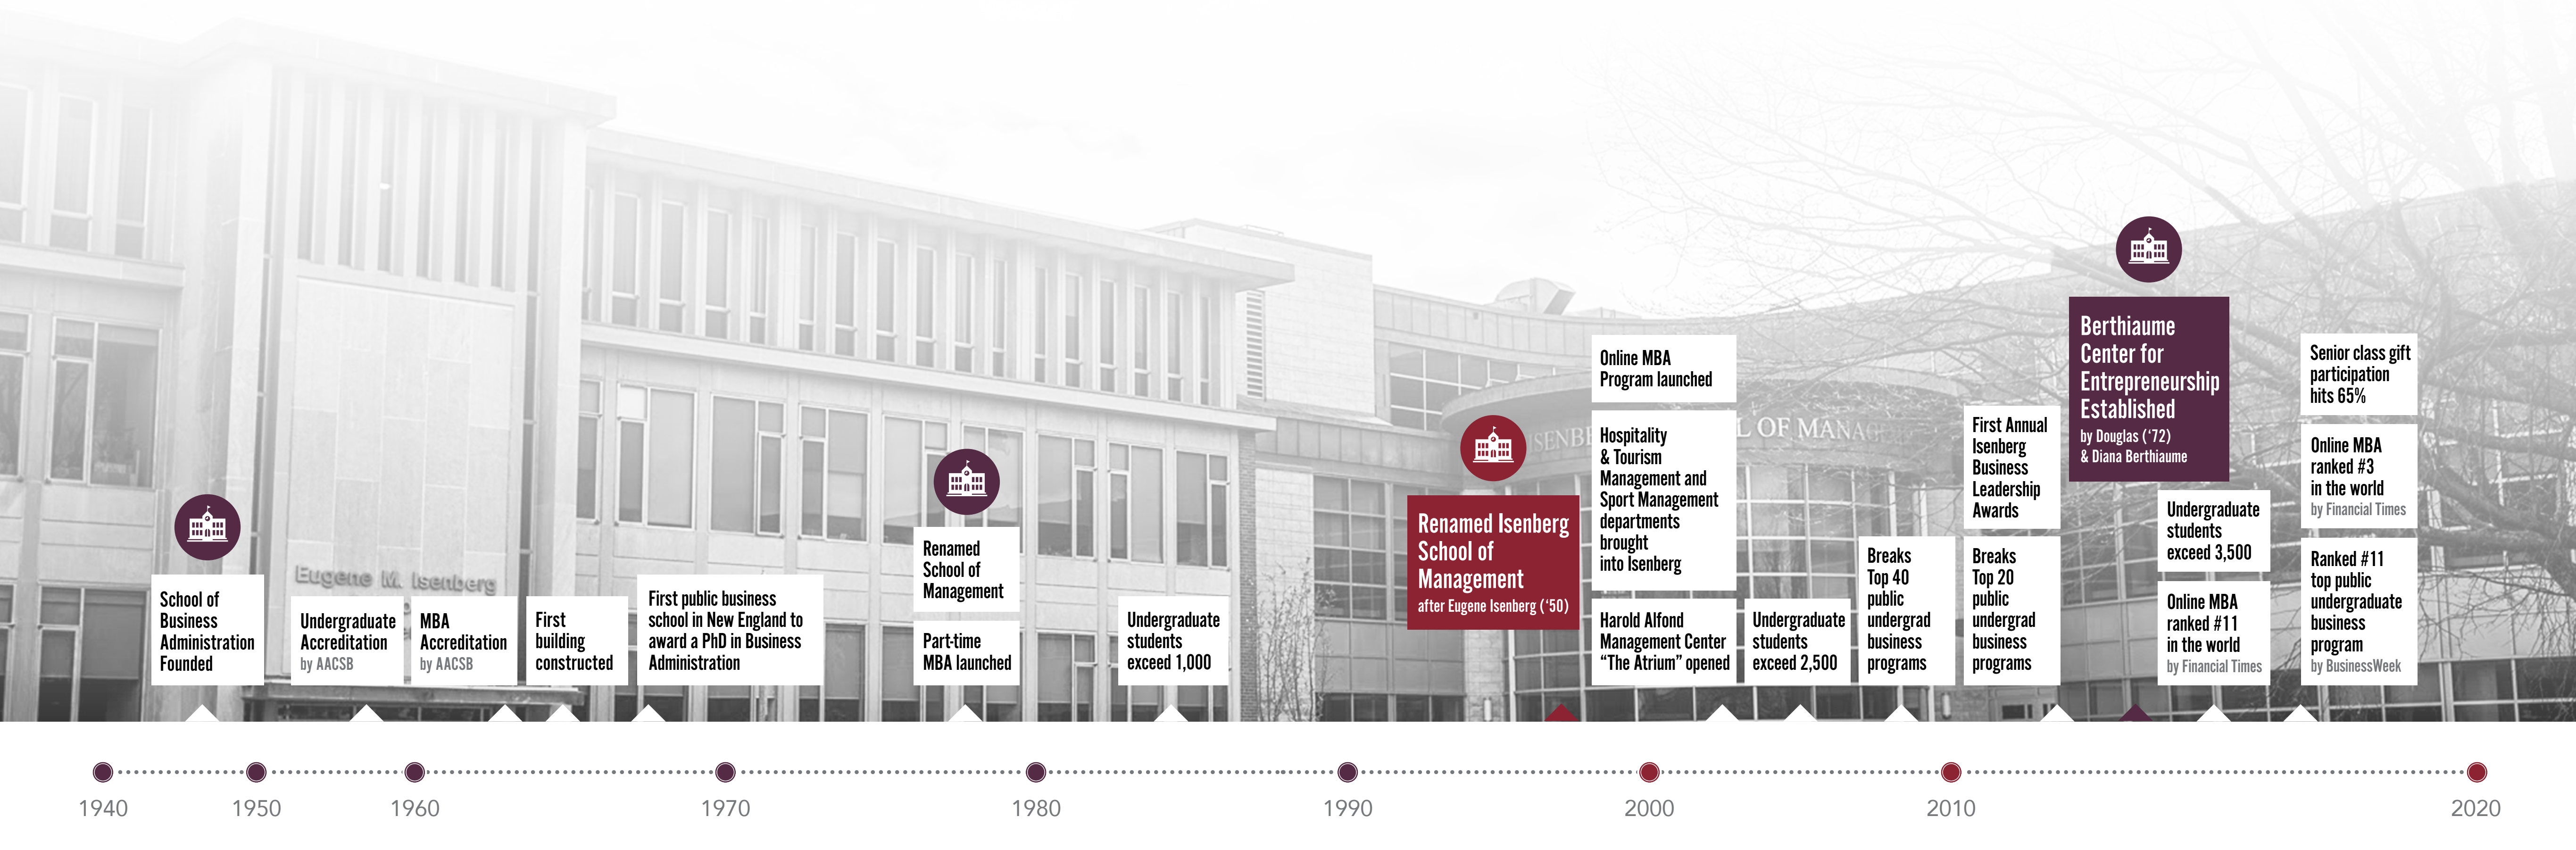 Eugene M. Isenberg
SENBE
L OF MANAG
School of
Business
Administration
Founded
Undergraduate
Accreditation
by AACSB
MBA
Accreditation
by AACSB
First
building
constructed
First public business
school in New England to
award a PhD in Business
Administration
Renamed
School of
Management
Part-time
MBA launched
Undergraduate
students
exceed 1,000
Renamed Isenberg
School of
Management
after Eugene Isenberg (‘50)
Online MBA
Program launched
Hospitality
& Tourism
Management and
Sport Management
departments
brought
into Isenberg
Harold Alfond
Management Center
“The Atrium” opened
Undergraduate
students
exceed 2,500
Breaks
Top 40
public
undergrad
business
programs
First Annual
Isenberg
Business
Leadership
Awards
Breaks
Top 20
public
undergrad
business
programs
Berthiaume
Center for
Entrepreneurship
Established
by Douglas (‘72)
& Diana Berthiaume
Undergraduate
students
exceed 3,500
Online MBA
ranked #11
in the world
by Financial Times
Senior class gift
participation
hits 65%
Online MBA
ranked #3
in the world
by Financial Times
Ranked #11
top public
undergraduate
business
program
by BusinessWeek
1940
1950
1960
1970
1980
1990
2000
2010
2020